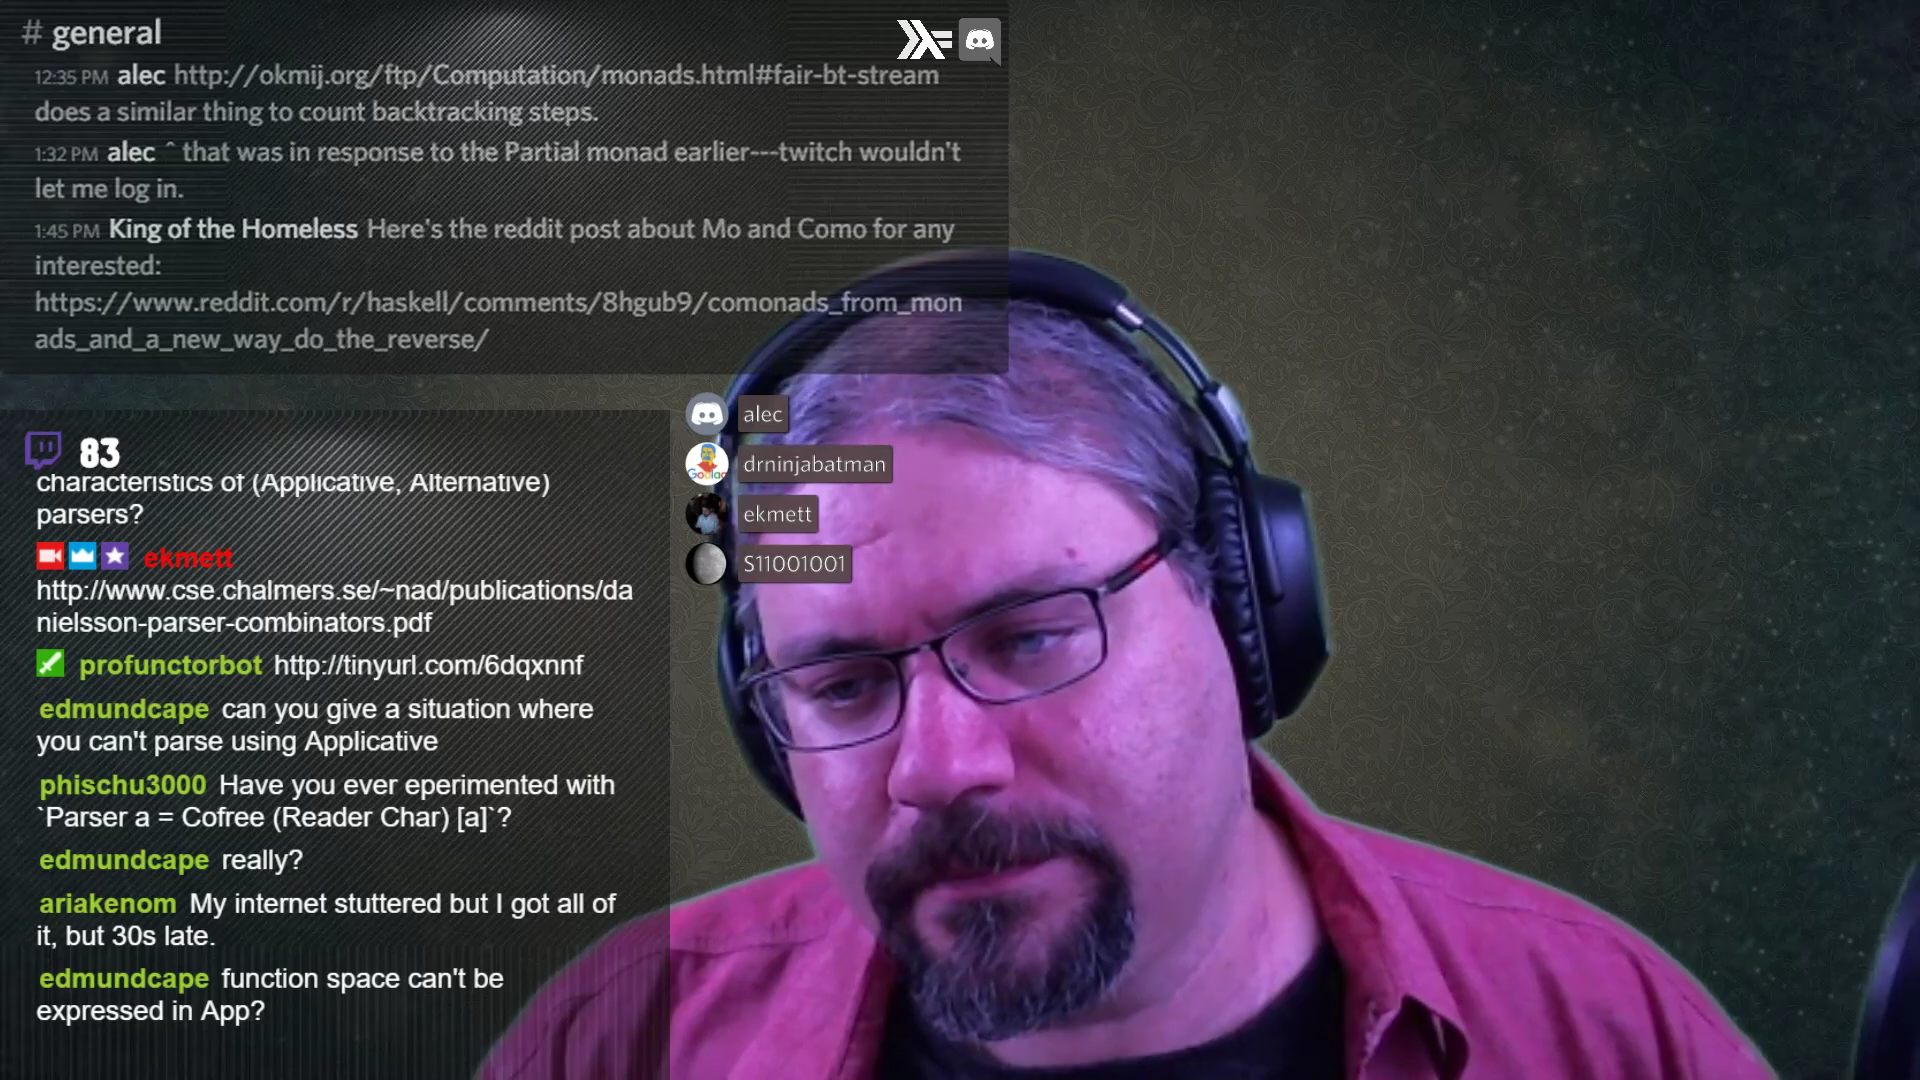 # general
12:35 PM alec http://okmij.org/ftp/Computation/monads.html#fair-bt-stream
does a similar thing to count backtracking steps.
1:32 PM alec ^ that was in response to the Partial monad earlier---twitch wouldn't
let me log in.
1:45 PM King of the Homeless Here's the reddit post about Mo and Como for any
interested:
https://www.reddit.com/r/haskell/comments/8hgub9/comonads_from_mon
ads_and_a_new_way_do_the_reverse/
alec
drninjabatman
ekmett
S11001001
83
characteristics of (Applicative, Alternative)
parsers?
ekmett
http://www.cse.chalmers.se/~nad/publications/da
nielsson-parser-combinators.pdf
profunctorbot http://tinyurl.com/6dqxnnf
edmundcape can you give a situation where
you can't parse using Applicative
phischu3000 Have you ever eperimented with
`Parser a = Cofree (Reader Char) [a]`?
edmundcape really?
ariakenom My internet stuttered but I got all of
it, but 30s late.
edmundcape function space can't be
expressed in App?